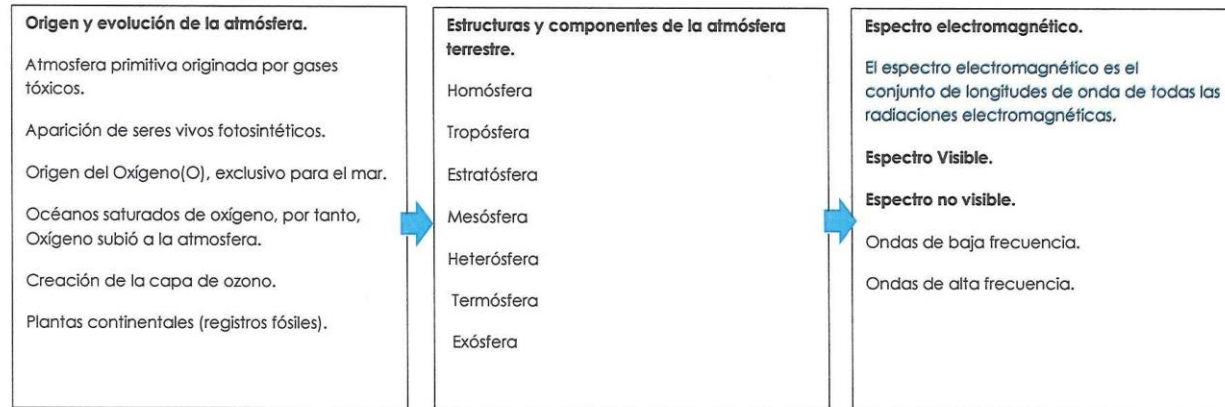 Origen y evolución de la atmósfera.
Atmosfera primitiva originada por gases
tóxicos.
Aparición de seres vivos fotosintéticos.
Origen del Oxígeno(O), exclusivo para el mar.
Océanos saturados de oxígeno, por tanto,
Oxígeno subió a la atmosfera.
Creación de la capa de ozono.
Plantas continentales (registros fósiles).
Estructuras y componentes de la atmósfera
terrestre.
Homósfera
Tropósfera
Estratósfera
Mesósfera
Heterósfera
Termósfera
Exósfera
Espectro electromagnético.
El espectro electromagnético es el
conjunto de longitudes de onda de todas las
radiaciones electromagnéticas.
Espectro Visible.
Espectro no visible.
Ondas de baja frecuencia.
Ondas de alta frecuencia.